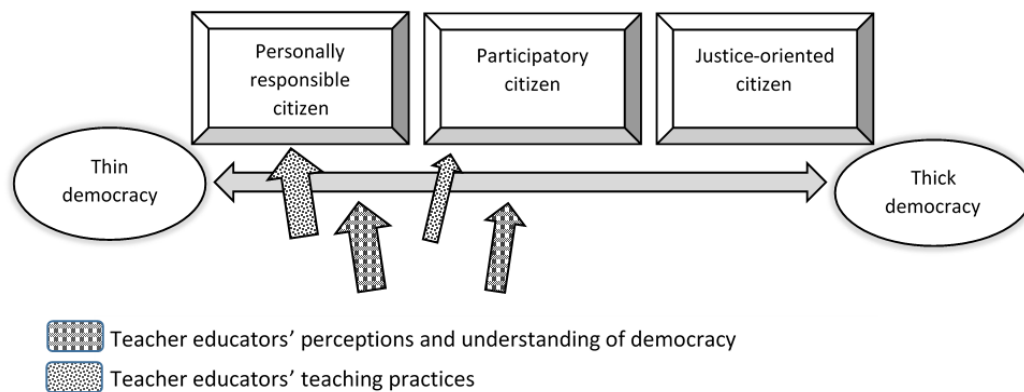 Personally
responsible
citizen
Participatory
citizen
Justice-oriented
citizen
Thin
democracy
Thick
democracy
Teacher educators’ perceptions and understanding of democracy
Teacher educators’ teaching practices